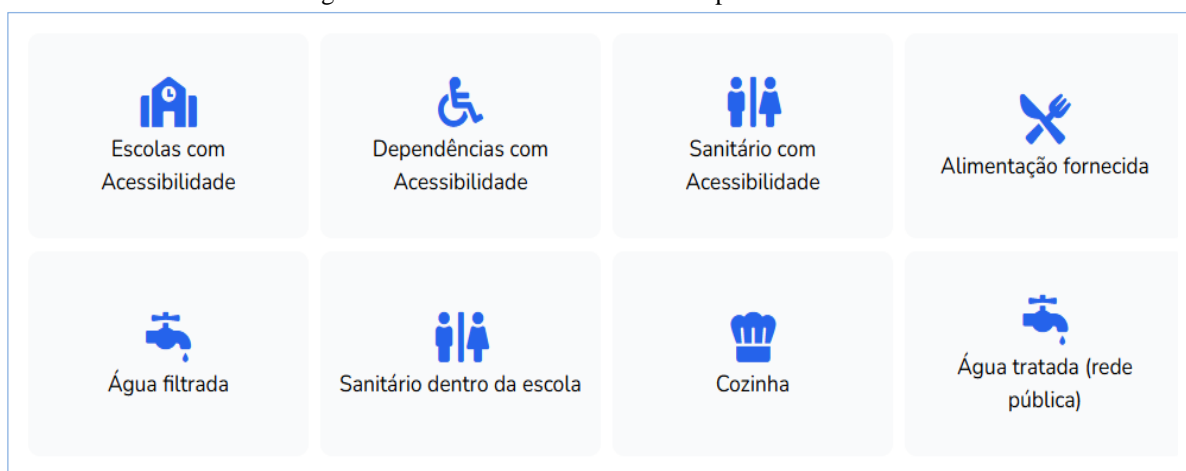 Escolas com
Acessibilidade
Dependências com
Acessibilidade
Sanitário com
Acessibilidade
Alimentação fornecida
Água filtrada
Sanitário dentro da escola
Cozinha
Água tratada (rede
pública)